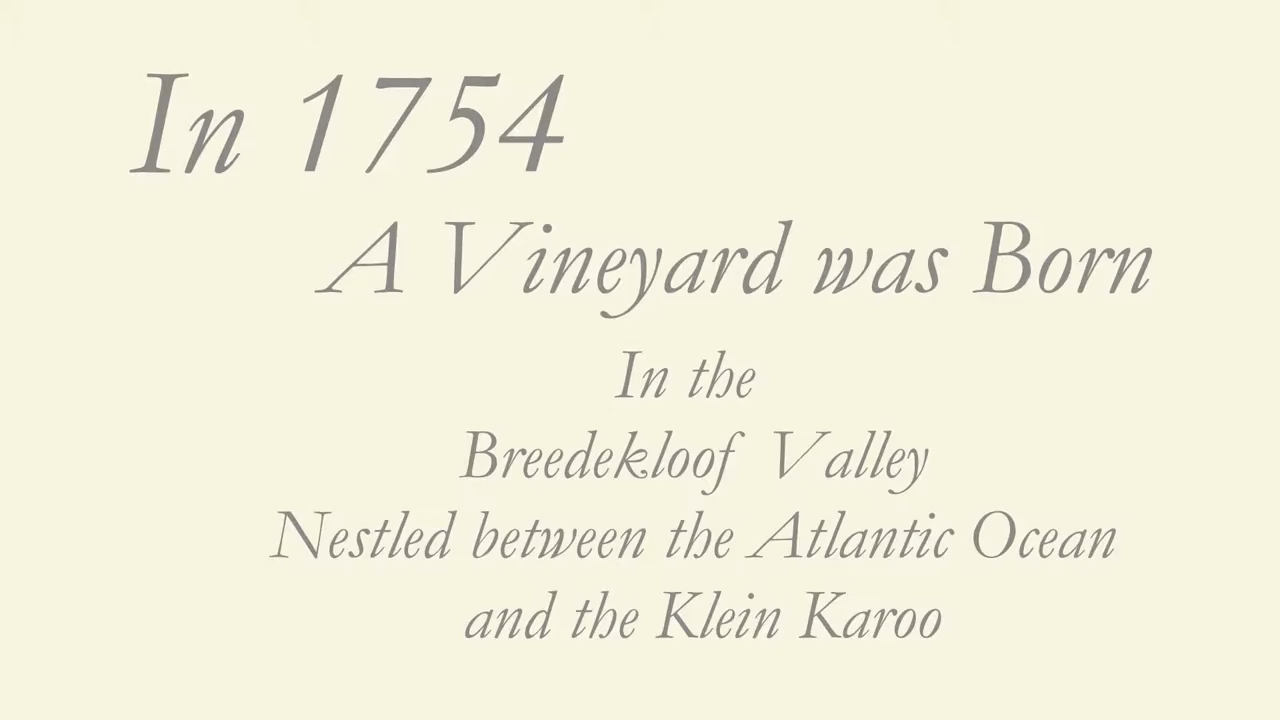 In 1754
A Vineyard was Born
In the
Breedekloof Valley
Nestled between the Atlantic Ocean
and the Klein Karoo